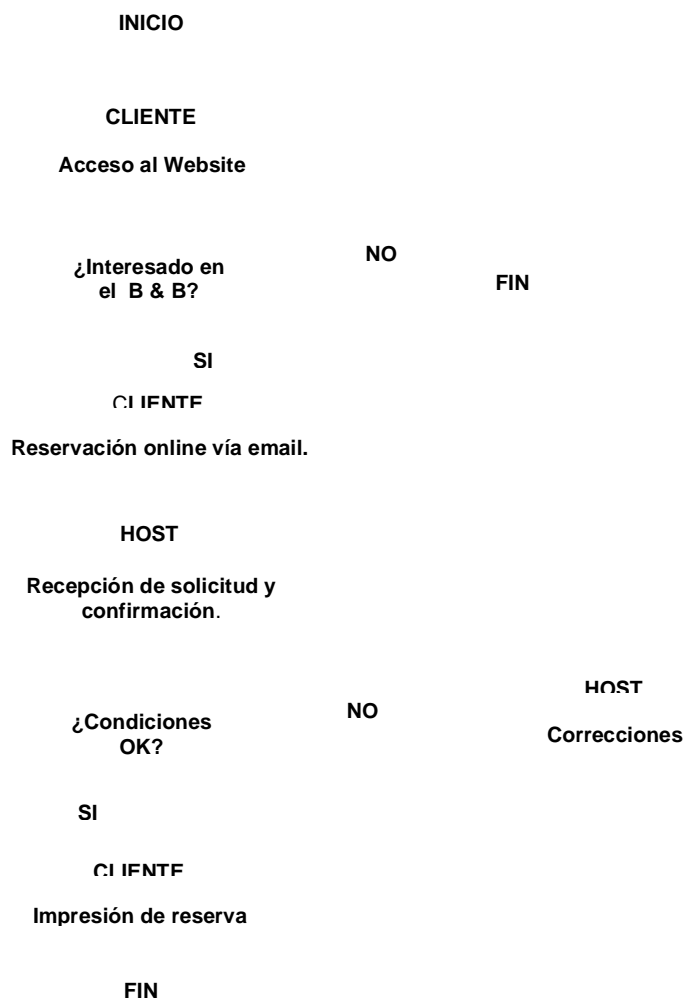 INICIO
CLIENTE
Acceso al Website
¿Interesado en
el B & B?
NO
FIN
SI
CLIENTE
Reservación online vía email.
HOST
Recepción de solicitud y
confirmación.
¿Condiciones
OK?
NO
HOST
Correcciones
SI
CLIENTE
Impresión de reserva
FIN